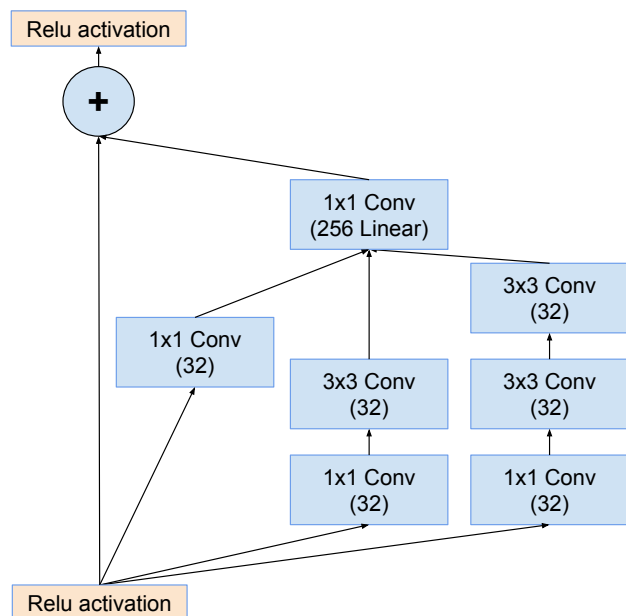 Relu activation
+
1x1 Conv
(256 Linear)
3x3 Conv
(32)
1x1 Conv
(32)
3x3 Conv
(32)
3x3 Conv
(32)
1x1 Conv
(32)
1x1 Conv
(32)
Relu activation